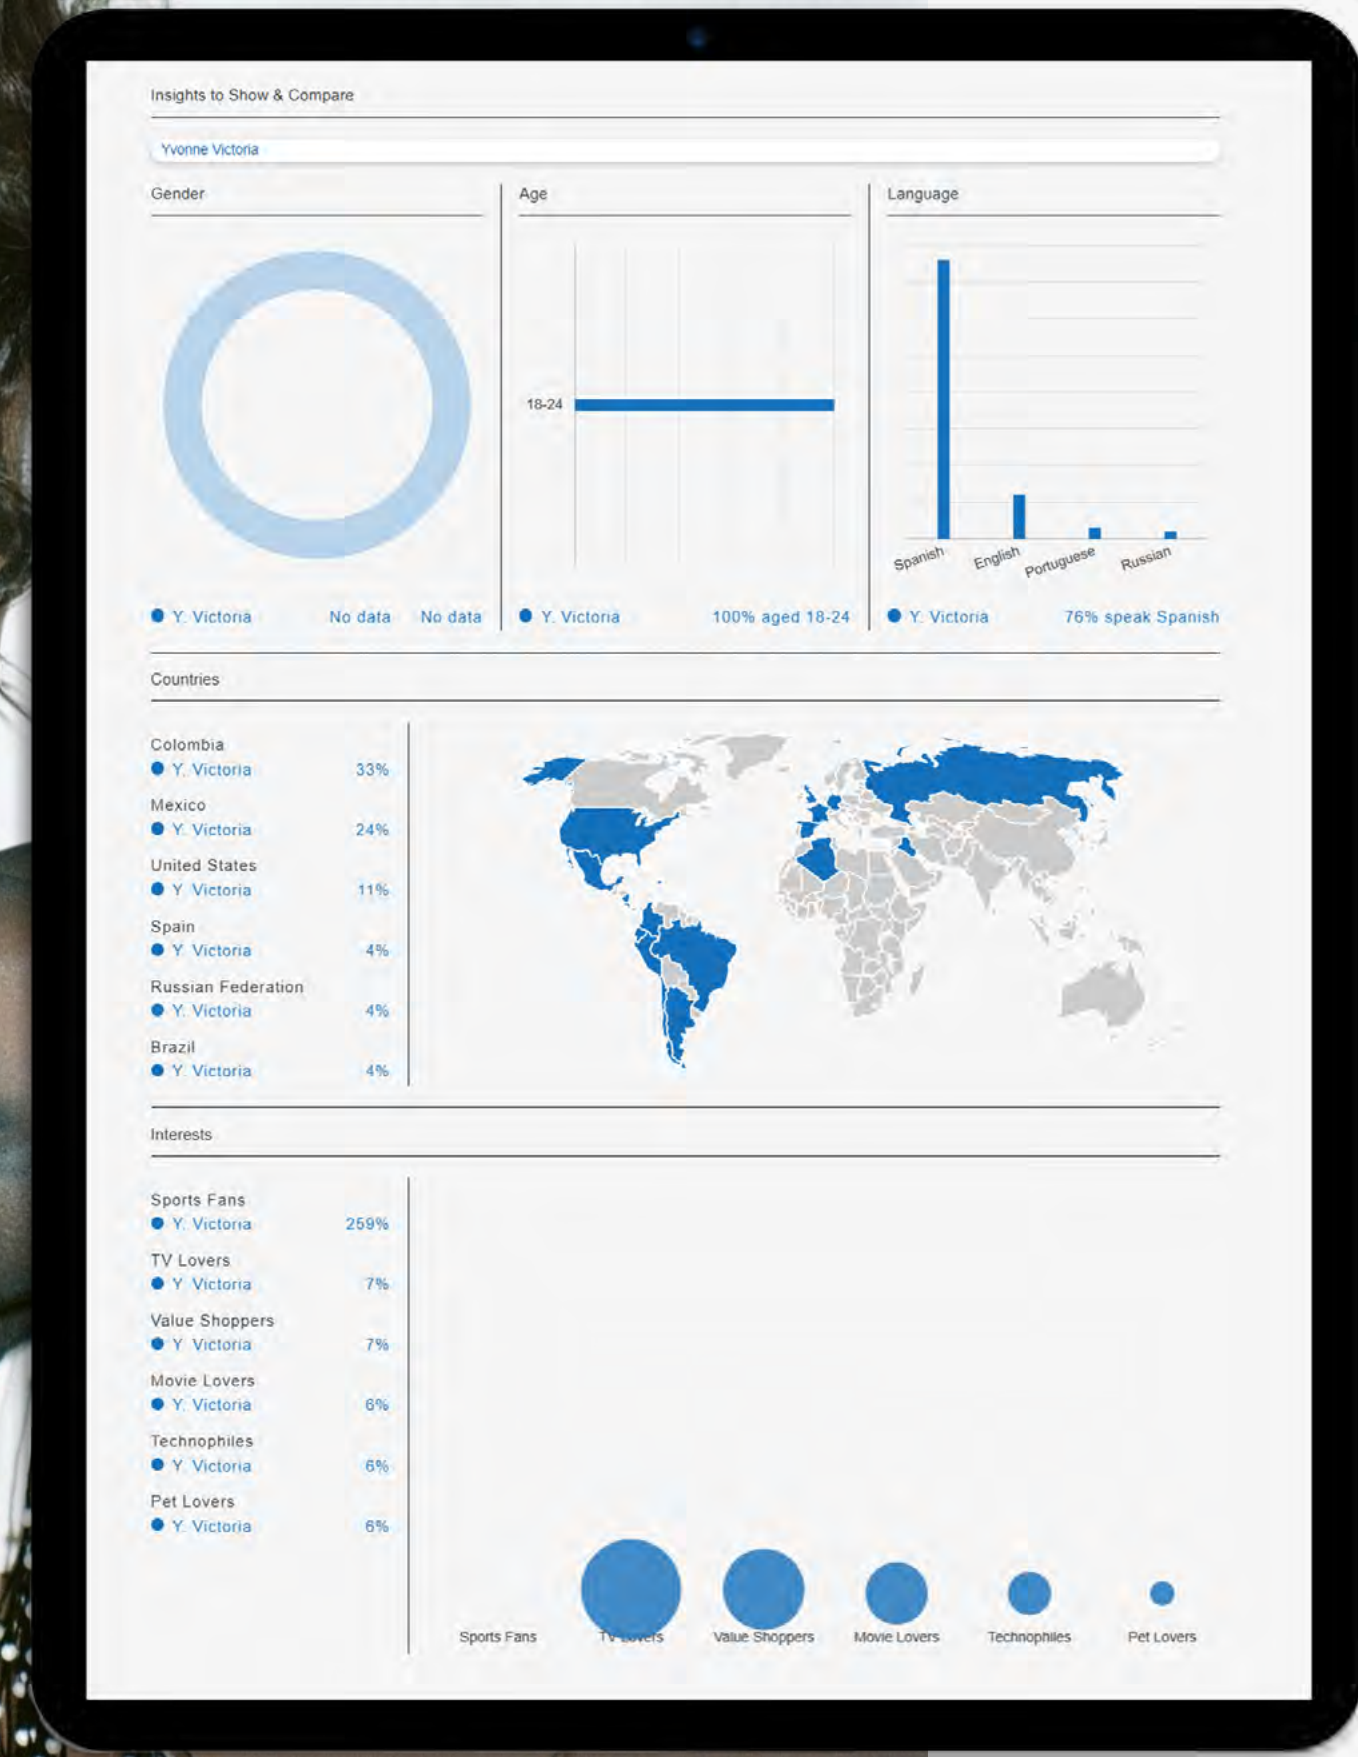 Insights to Show & Compare
Yvonne Victoria
Gender
Age
Language
18-24
Spanish
English
Portuguese
Russian
Y. Victoria No data No data
Y. Victoria 100% aged 18-24
Y. Victoria 76% speak Spanish
Countries
Colombia
Y. Victoria 33%
Mexico
Y. Victoria 24%
United States
Y. Victoria 11%
Spain
Y. Victoria 4%
Russian Federation
Y. Victoria 4%
Brazil
Y. Victoria 4%
Interests
Sports Fans
Y. Victoria 259%
TV Lovers
Y. Victoria 7%
Value Shoppers
Y. Victoria 7%
Movie Lovers
Y. Victoria 6%
Technophiles
Y. Victoria 6%
Pet Lovers
Y. Victoria 6%
Sports Fans
TV Lovers
Value Shoppers
Movie Lovers
Technophiles
Pet Lovers